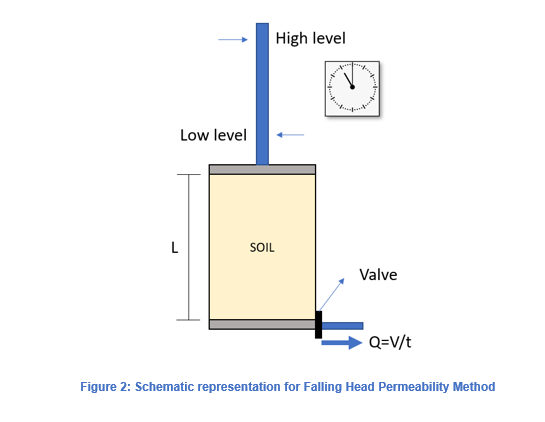 High level
Low level
L
SOIL
Valve
Q=V/t
Figure 2: Schematic representation for Falling Head Permeability Method